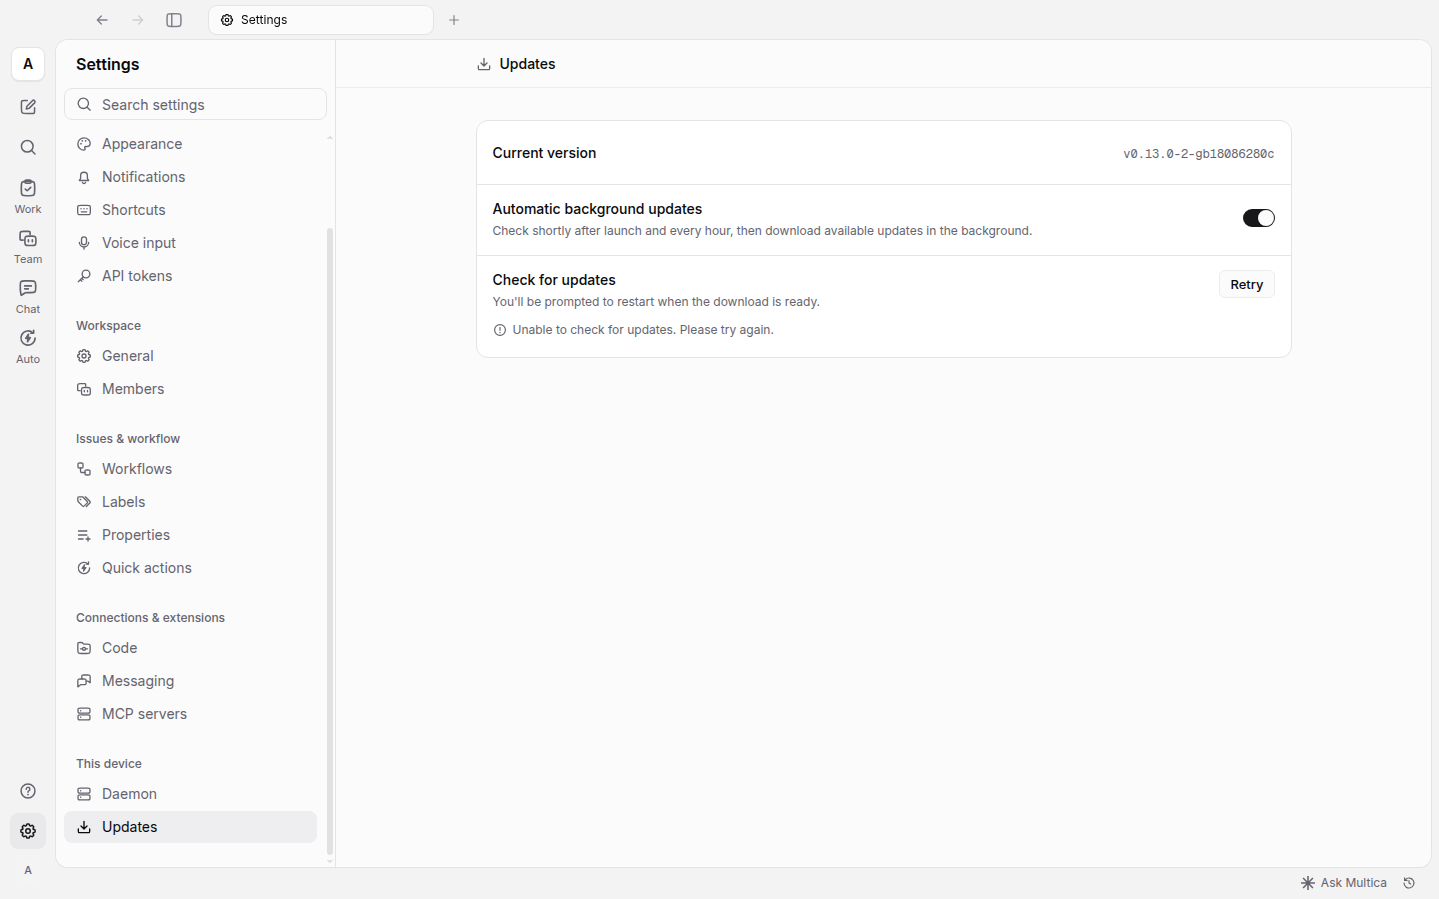 Settings
A
Settings
Updates
Search settings
Appearance
Notifications
Shortcuts
Voice input
API tokens
Workspace
General
Members
Issues & workflow
Workflows
Labels
Properties
Quick actions
Connections & extensions
Code
Messaging
MCP servers
This device
Daemon
Updates
Work
Team
Chat
Auto
A
Current version
v0.13.0-2-gb18086280c
Automatic background updates
Check shortly after launch and every hour, then download available updates in the background.
Check for updates
You'll be prompted to restart when the download is ready.
Retry
Unable to check for updates. Please try again.
Ask Multica